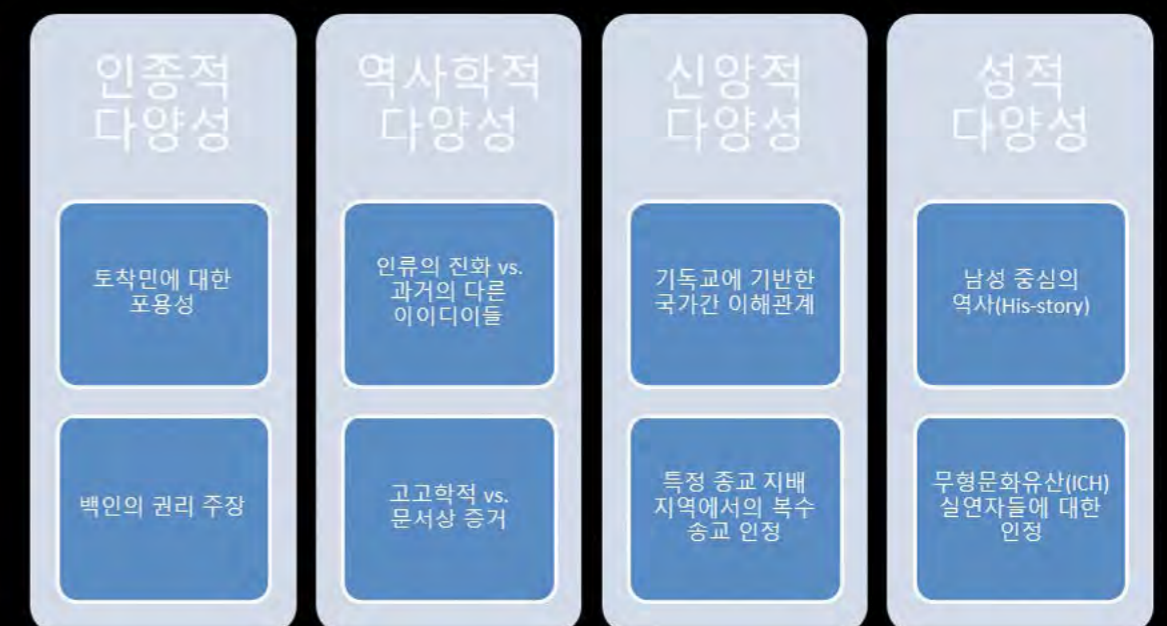 인종적
다양성
토착민에 대한
포용성
백인의 권리 주장
역사학적
다양성
인류의 진화 vs.
과거의 다른
이이디이들
고고학적 vs.
문서상 증거
신앙적
다양성
기독교에 기반한
국가간 이해관계
특정 종교 지배
지역에서의 복수
종교 인정
성적
다양성
남성 중심의
역사(His-story)
무형문화유산(ICH)
실연자들에 대한
인정